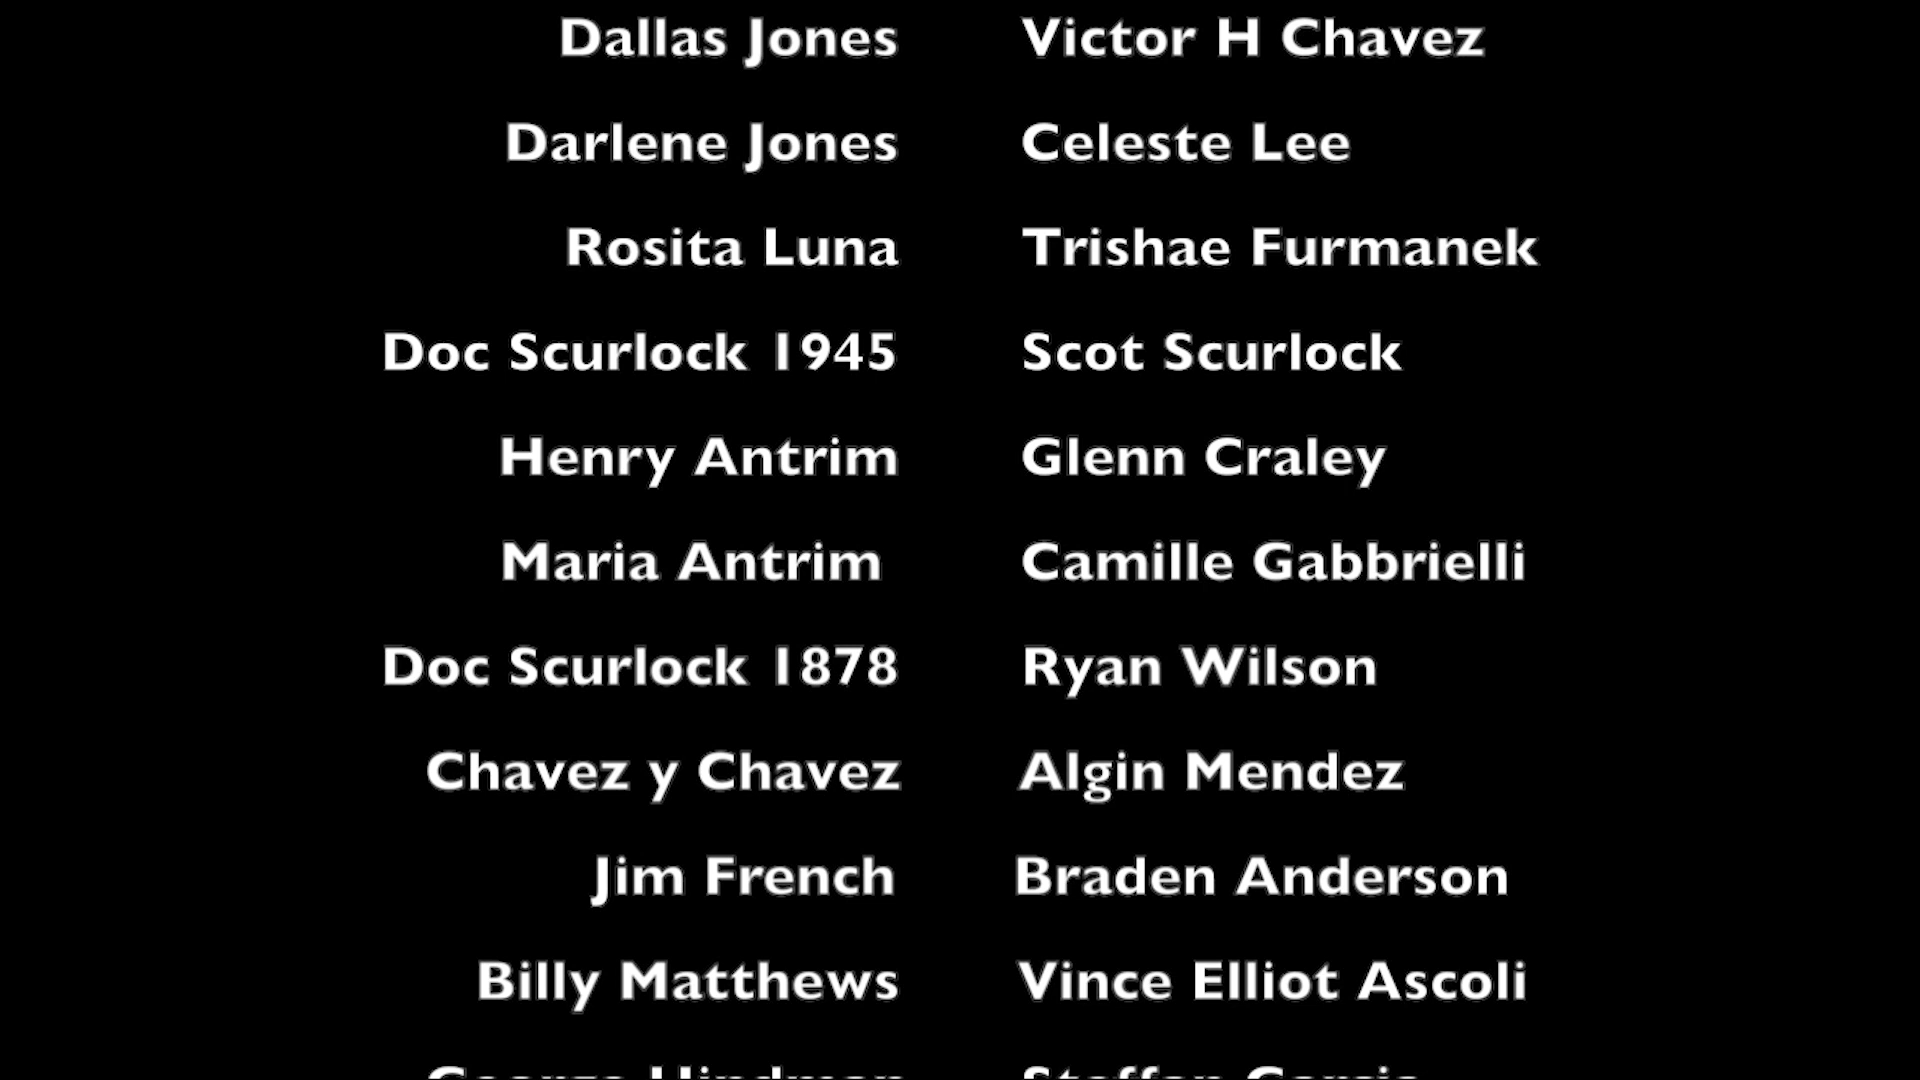 Dallas Jones Victor H Chavez
Darlene Jones Celeste Lee
Rosita Luna Trishae Furmanek
Doc Scurlock 1945 Scot Scurlock
Henry Antrim Glenn Craley
Maria Antrim Camille Gabbrielli
Doc Scurlock 1878 Ryan Wilson
Chavez y Chavez Algin Mendez
Jim French Braden Anderson
Billy Matthews Vince Elliot Ascoli